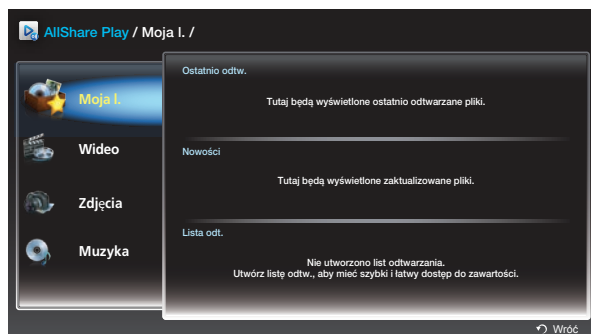 AllShare Play / Moja l. /
Moja l.
Wideo
Zdjęcia
Muzyka
Ostatnio odtw.
Tutaj będą wyświetlone ostatnio odtwarzane pliki.
Nowości
Tutaj będą wyświetlone zaktualizowane pliki.
Lista odt.
Nie utworzono list odtwarzania.
Utwórz listę odtw., aby mieć szybki i łatwy dostęp do zawartości.
Wróć